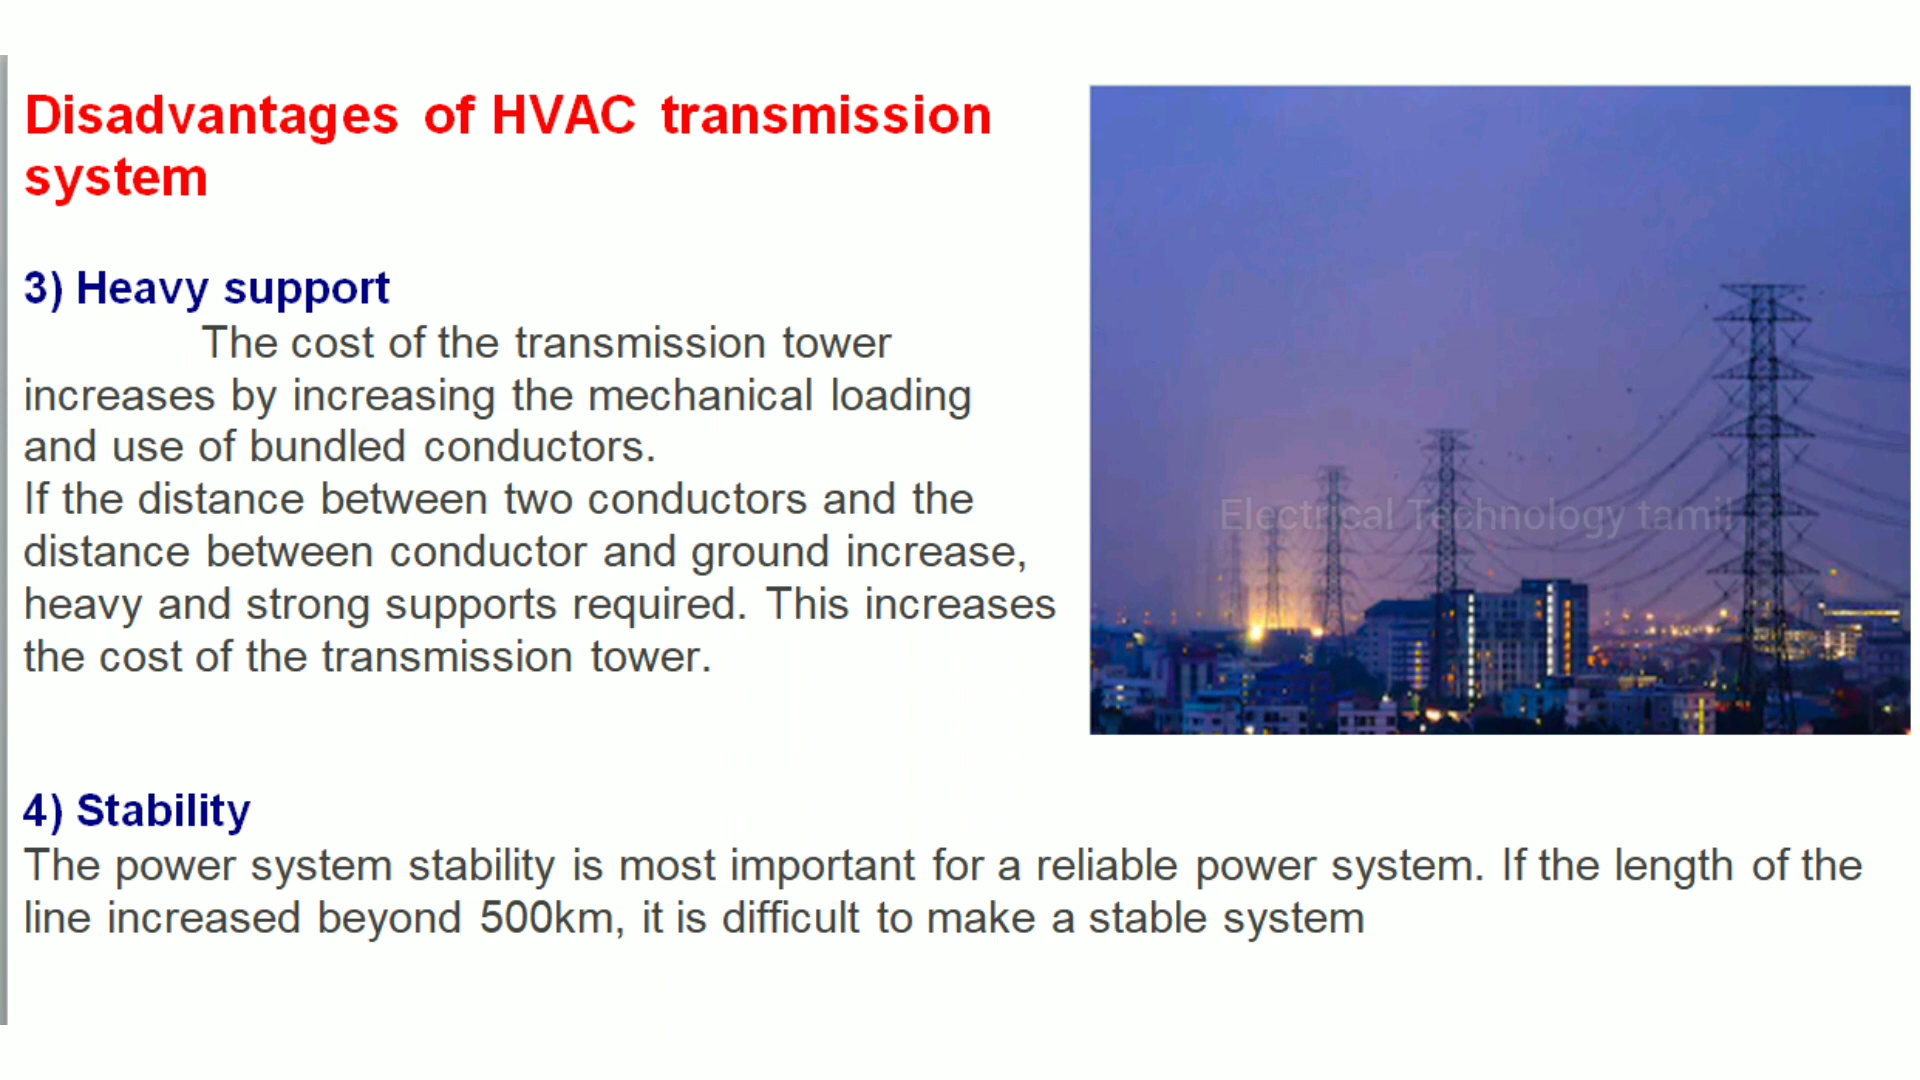 Disadvantages of HVAC transmission
system
3) Heavy support
The cost of the transmission tower
increases by increasing the mechanical loading
and use of bundled conductors.
If the distance between two conductors and the
distance between conductor and ground increase,
heavy and strong supports required. This increases
the cost of the transmission tower.
Electrical Technology tamil
4) Stability
The power system stability is most important for a reliable power system. If the length of the
line increased beyond 500km, it is difficult to make a stable system